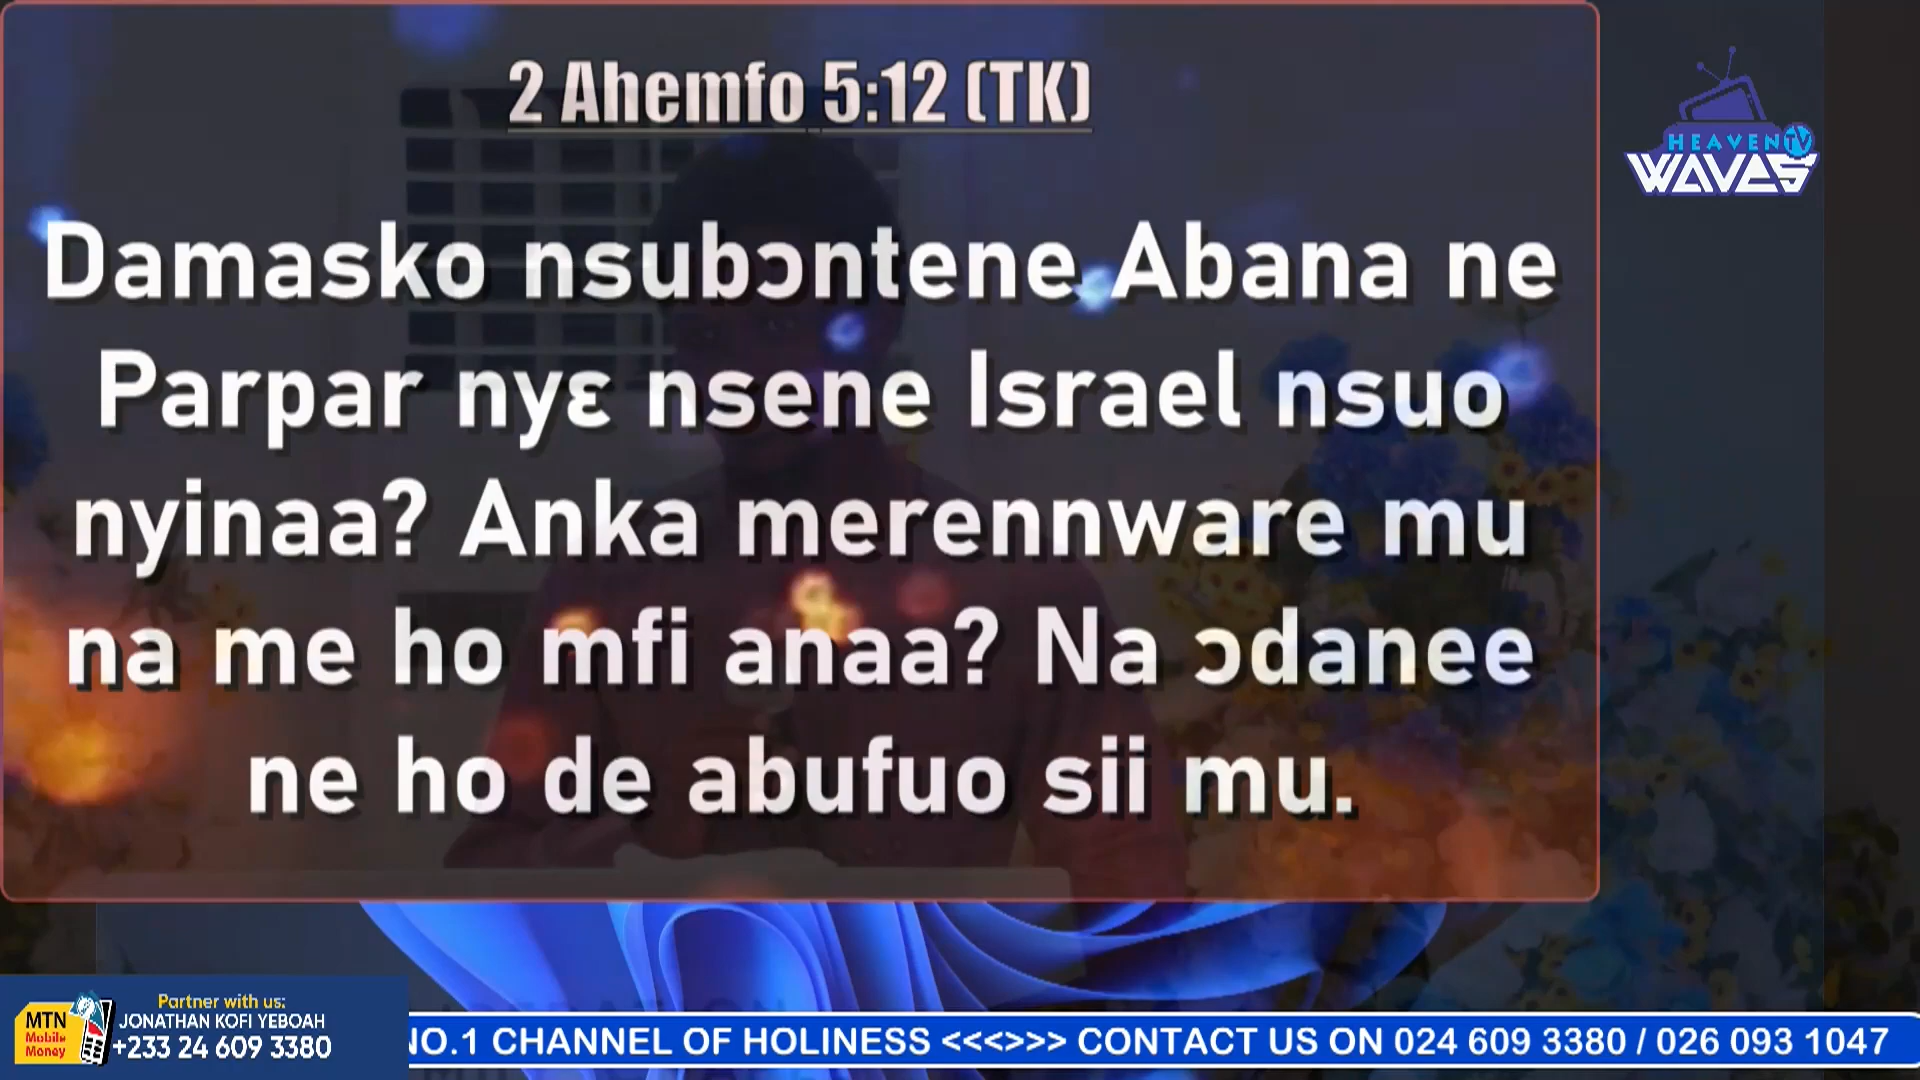 2 Ahemfo 5:12 (TK)
Damasko nsubɔntene Abana ne
Parpar nyɛ nsene Israel nsuo
nyinaa? Anka merennware mu
na me ho mfi anaa? Na ɔdanee
ne ho de abufuo sii mu.
HEAVEN TV
WAVES
Partner with us:
MTN
Mobile
Money
JONATHAN KOFI YEBOAH
+233 24 609 3380
NO.1 CHANNEL OF HOLINESS <<<>>> CONTACT US ON 024 609 3380 / 026 093 1047